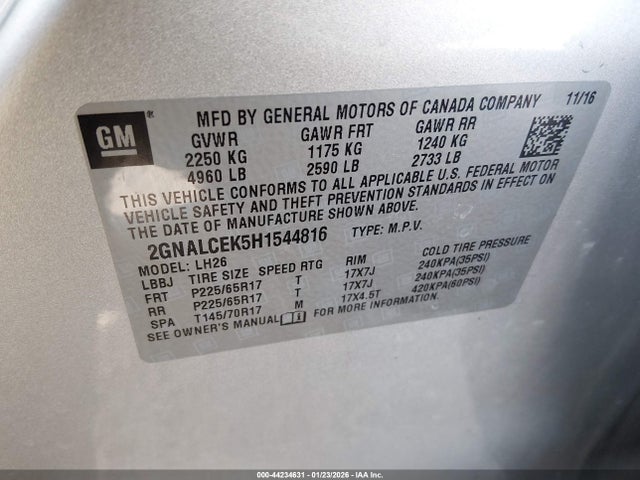 GM
MFD BY GENERAL MOTORS OF CANADA COMPANY 11/16
GVWR GAWR FRT GAWR RR
2250 KG 1175 KG 1240 KG
4960 LB 2590 LB 2733 LB
THIS VEHICLE CONFORMS TO ALL APPLICABLE U.S. FEDERAL MOTOR
VEHICLE SAFETY AND THEFT PREVENTION STANDARDS IN EFFECT ON
THE DATE OF MANUFACTURE SHOWN ABOVE.
2GNALCEK5H1544816 TYPE: M.P.V.
MODEL: LH26
LBBJ TIRE SIZE SPEED RTG RIM COLD TIRE PRESSURE
FRT P225/65R17 T 17X7J 240KPA(35PSI)
RR P225/65R17 T 17X7J 240KPA(35PSI)
SPA T145/70R17 M 17X4.5T 420KPA(60PSI)
SEE OWNER'S MANUAL
000-44234631 - 01/23/2026 - IAA Inc.